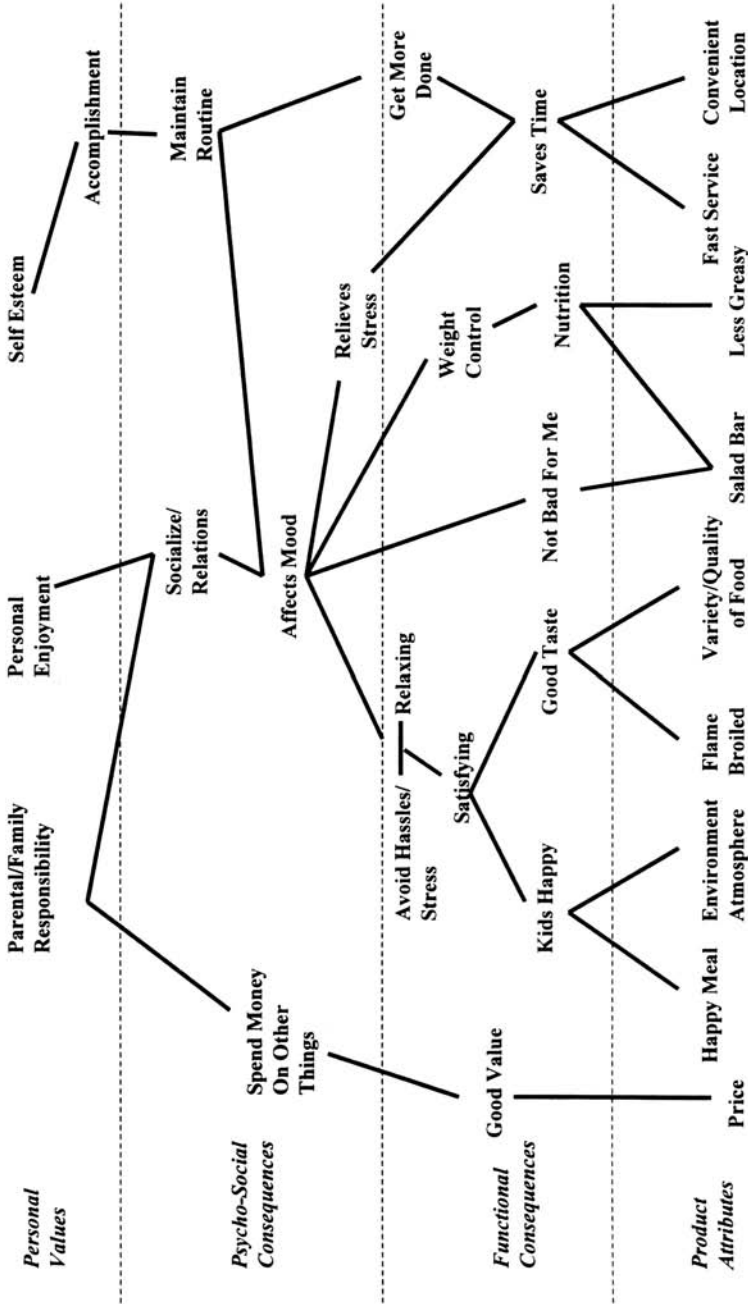 Personal
Values
Parental/Family
Responsibility
Personal
Enjoyment
Self Esteem
Accomplishment
Psycho-Social
Consequences
Spend Money
On Other
Things
Socialize/
Relations
Maintain
Routine
Affects Mood
Relieves
Stress
Get More
Done
Functional
Consequences
Avoid Hassles/
Stress
Relaxing
Satisfying
Weight
Control
Good Value
Kids Happy
Good Taste
Not Bad For Me
Nutrition
Saves Time
Product
Attributes
Price
Happy Meal
Environment
Atmosphere
Flame
Broiled
Variety/Quality
of Food
Salad Bar
Less Greasy
Fast Service
Convenient
Location